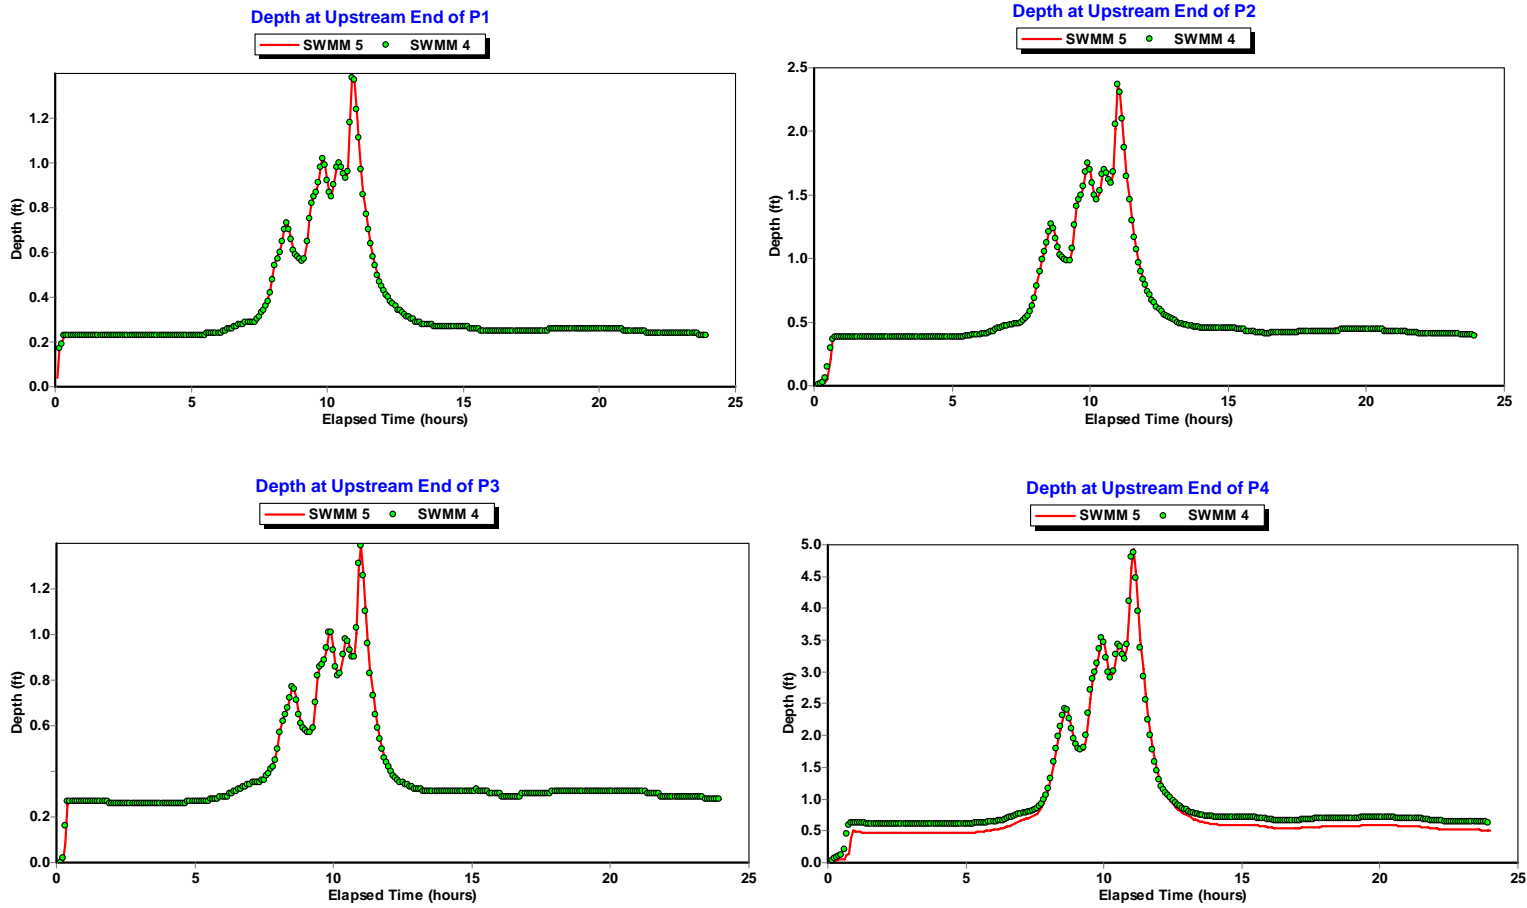 Depth at Upstream End of P1
SWMM 5 SWMM 4
Depth (ft)
1.2
1.0
0.8
0.6
0.4
0.2
0.0
0 5 10 15 20 25
Elapsed Time (hours)
Depth at Upstream End of P2
SWMM 5 SWMM 4
Depth (ft)
2.5
2.0
1.5
1.0
0.5
0.0
0 5 10 15 20 25
Elapsed Time (hours)
Depth at Upstream End of P3
SWMM 5 SWMM 4
Depth (ft)
1.2
1.0
0.8
0.6
0.2
0.0
0 5 10 15 20 25
Elapsed Time (hours)
Depth at Upstream End of P4
SWMM 5 SWMM 4
Depth (ft)
5.0
4.5
4.0
3.5
3.0
2.5
2.0
1.5
1.0
0.5
0.0
0 5 10 15 20 25
Elapsed Time (hours)